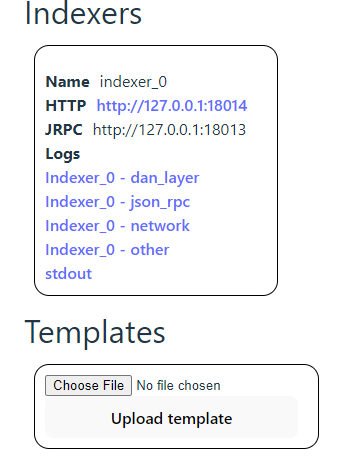 Indexers
Name indexer_0
HTTP http://127.0.0.1:18014
JRPC http://127.0.0.1:18013
Logs
Indexer_0 - dan_layer
Indexer_0 - json_rpc
Indexer_0 - network
Indexer_0 - other
stdout
Templates
Choose File No file chosen
Upload template